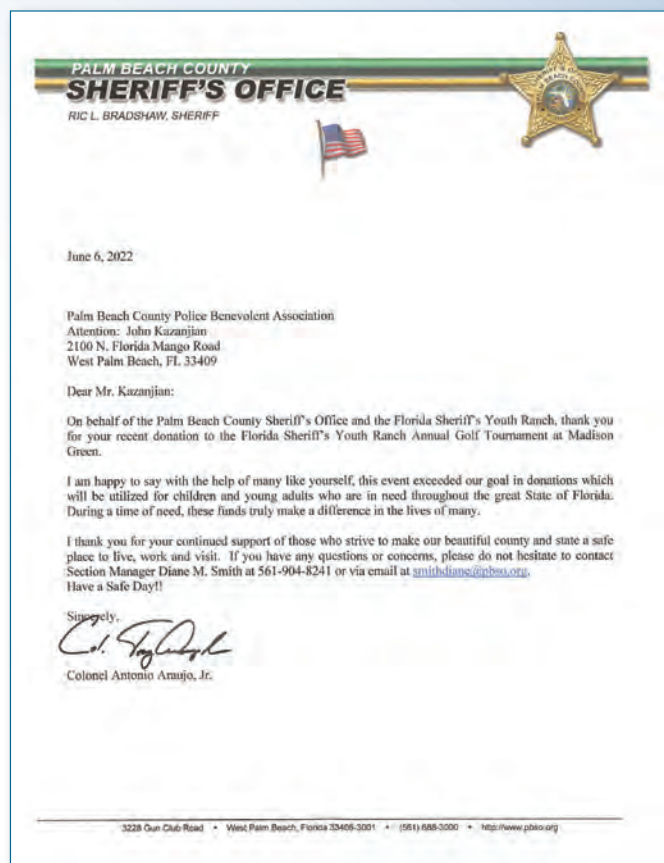 PALM BEACH COUNTY
SHERIFF'S OFFICE
RIC L. BRADSHAW, SHERIFF
June 6, 2022
Palm Beach County Police Benevolent Association
Attention: John Kazanjian
2100 N. Florida Mango Road
West Palm Beach, FL 33409
Dear Mr. Kazanjian:
On behalf of the Palm Beach County Sheriff's Office and the Florida Sheriff's Youth Ranch, thank you
for your recent donation to the Florida Sheriff's Youth Ranch Annual Golf Tournament at Madison
Green.
I am happy to say with the help of many like yourself, this event exceeded our goal in donations which
will be utilized for children and young adults who are in need throughout the great State of Florida.
During a time of need, these funds truly make a difference in the lives of many.
I thank you for your continued support of those who strive to make our beautiful county and state a safe
place to live, work and visit. If you have any questions or concerns, please do not hesitate to contact
Section Manager Diane M. Smith at 561-904-8241 or via email at smithdiane@pbso.org.
Have a Safe Day!!
Sincerely,
Col.
Colonel Antonio Araujo, Jr.
3228 Gun Club Road • West Palm Beach, Florida 33406-3001 • (561) 688-3000 • http://www.pbso.org